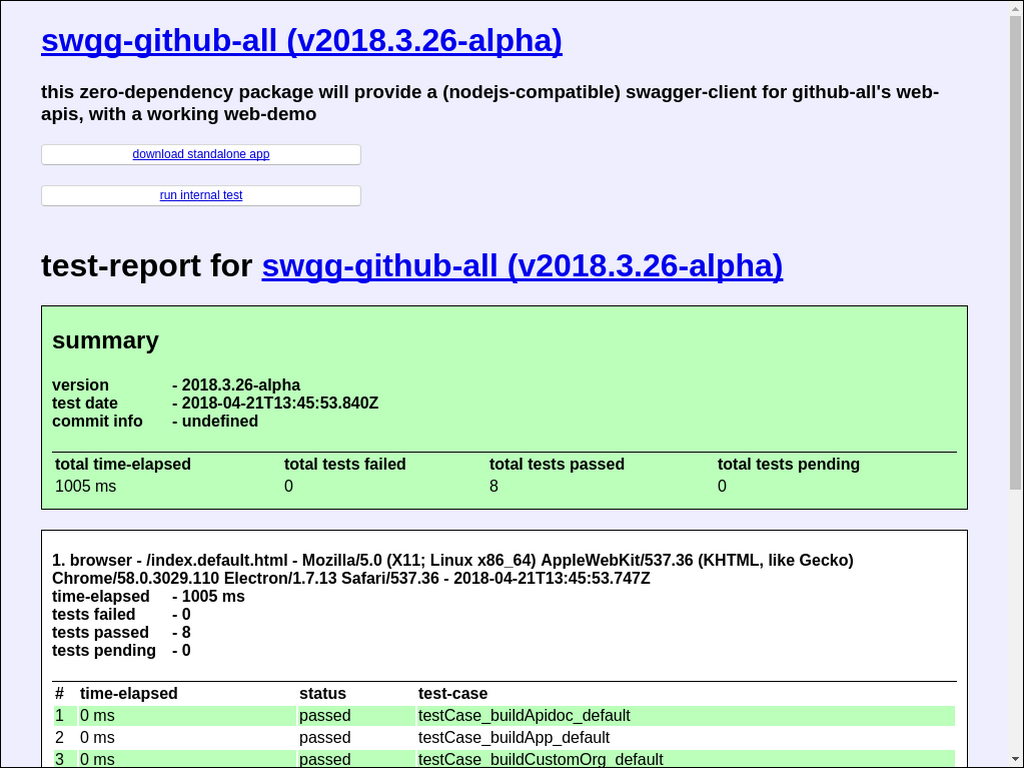 swgg-github-all (v2018.3.26-alpha)
this zero-dependency package will provide a (nodejs-compatible) swagger-client for github-all's web-
apis, with a working web-demo
download standalone app
run internal test
test-report for swgg-github-all (v2018.3.26-alpha)
summary
version - 2018.3.26-alpha
test date - 2018-04-21T13:45:53.840Z
commit info - undefined
total time-elapsed total tests failed total tests passed total tests pending
1005 ms 0 8 0
1. browser - /index.default.html - Mozilla/5.0 (X11; Linux x86_64) AppleWebKit/537.36 (KHTML, like Gecko)
Chrome/58.0.3029.110 Electron/1.7.13 Safari/537.36 - 2018-04-21T13:45:53.747Z
time-elapsed - 1005 ms
tests failed - 0
tests passed - 8
tests pending - 0
# time-elapsed status test-case
1 0 ms passed testCase_buildApidoc_default
2 0 ms passed testCase_buildApp_default
3 0 ms passed testCase_buildCustomOrg_default